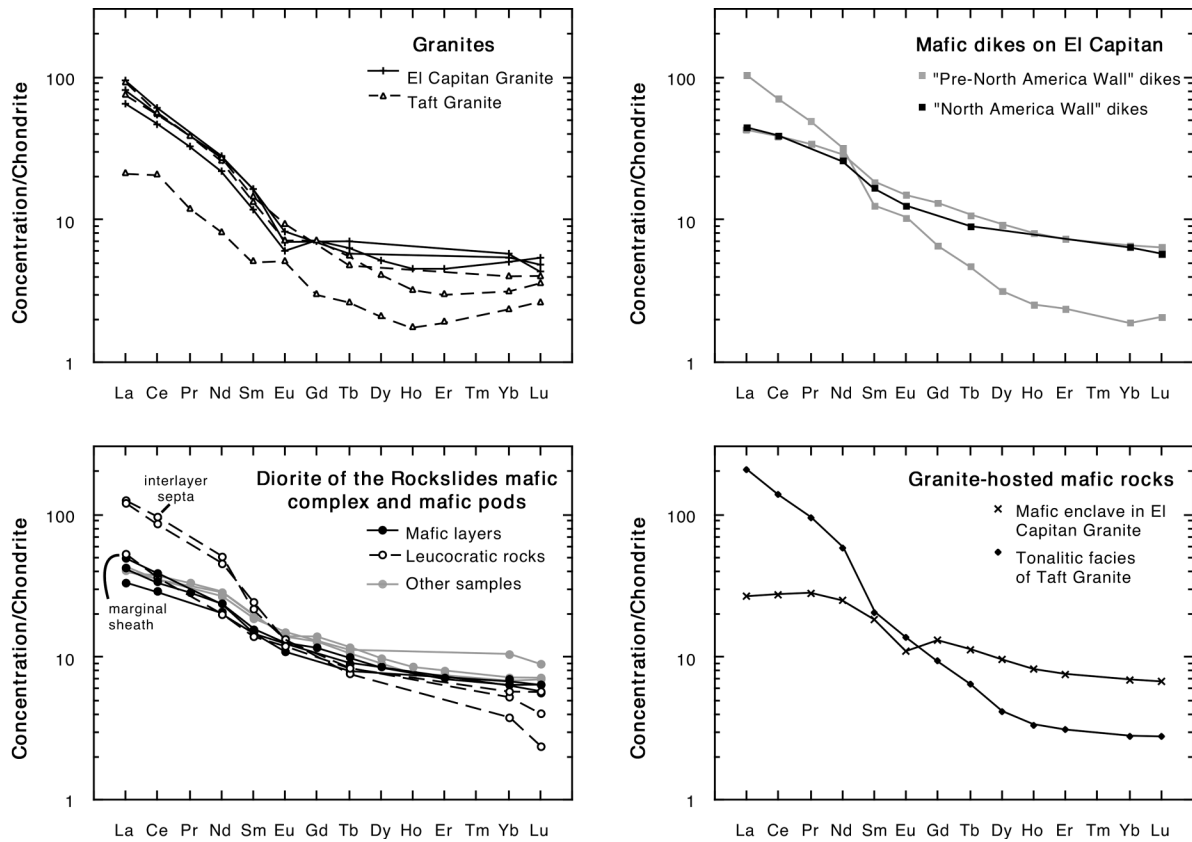 Granites
El Capitan Granite
Taft Granite
Concentration/Chondrite
100
10
1
La Ce Pr Nd Sm Eu Gd Tb Dy Ho Er Tm Yb Lu
Mafic dikes on El Capitan
"Pre-North America Wall" dikes
"North America Wall" dikes
Concentration/Chondrite
100
10
1
La Ce Pr Nd Sm Eu Gd Tb Dy Ho Er Tm Yb Lu
Diorite of the Rockslides mafic
complex and mafic pods
Mafic layers
Leucocratic rocks
Other samples
interlayer
septa
marginal
sheath
Concentration/Chondrite
100
10
1
La Ce Pr Nd Sm Eu Gd Tb Dy Ho Er Tm Yb Lu
Granite-hosted mafic rocks
Mafic enclave in El
Capitan Granite
Tonalitic facies
of Taft Granite
Concentration/Chondrite
100
10
1
La Ce Pr Nd Sm Eu Gd Tb Dy Ho Er Tm Yb Lu